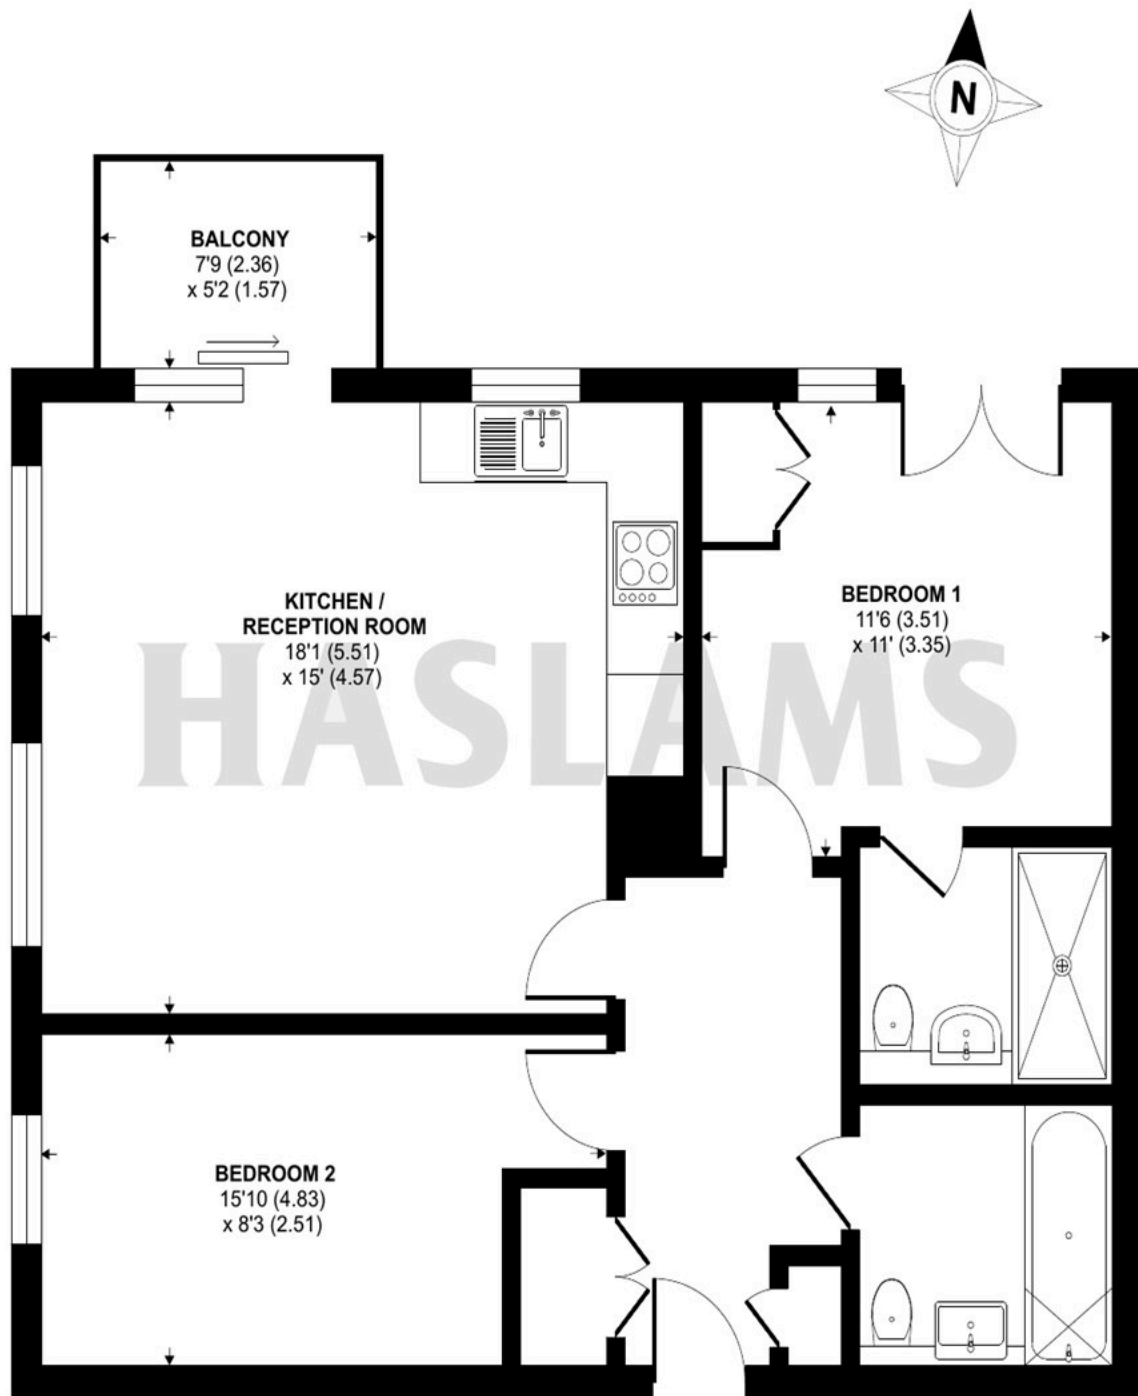 N
BALCONY
7'9 (2.36)
x 5'2 (1.57)
KITCHEN /
RECEPTION ROOM
18'1 (5.51)
x 15' (4.57)
BEDROOM 1
11'6 (3.51)
x 11' (3.35)
HASLAMS
BEDROOM 2
15'10 (4.83)
x 8'3 (2.51)